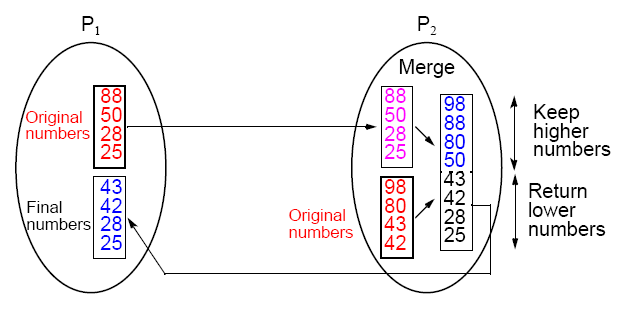 P1
P2
Merge
Original
numbers
88
50
28
25
88
50
28
25
98
88
80
50
43
42
28
25
Keep
higher
numbers
Final
numbers
43
42
28
25
Original
numbers
98
80
43
42
Return
lower
numbers